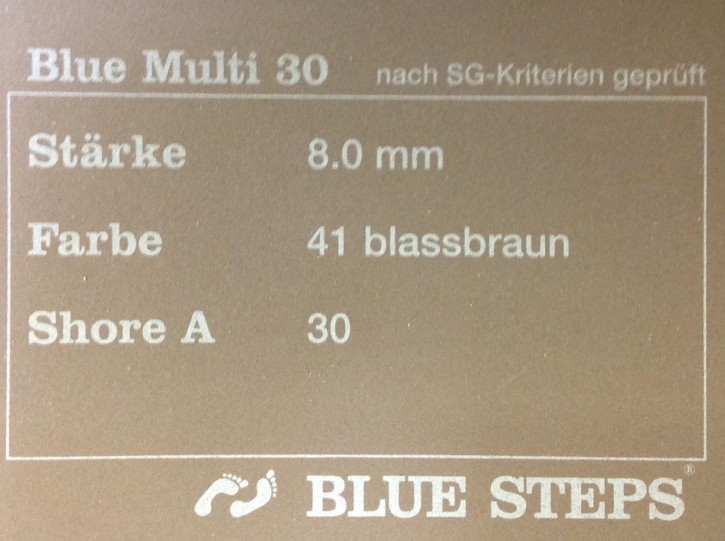 Blue Multi 30 nach SG-Kriterien geprüft
Stärke 8.0 mm
Farbe 41 blassbraun
Shore A 30
BLUE STEPS®